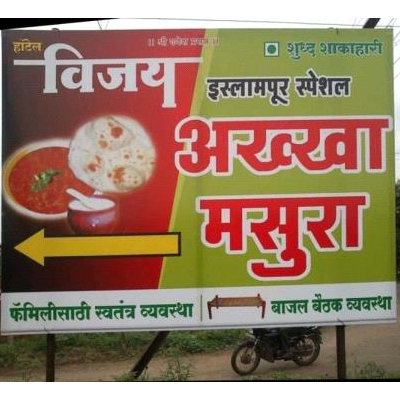 हॉटेल
|| श्री गणेश प्रसन्न ||
शुध्द शाकाहारी
विजय
इस्लामपूर स्पेशल
अख्खा
मसुरा
फॅमिलीसाठी स्वतंत्र व्यवस्था
बाजल बैठक व्यवस्था